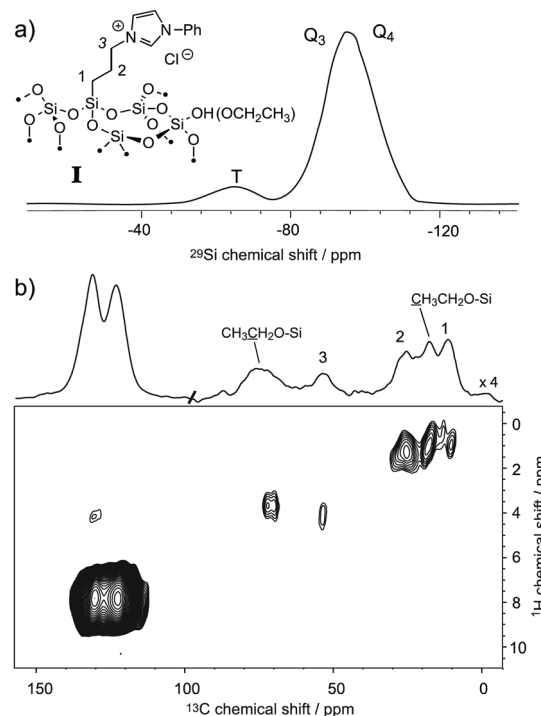 a)
3
⊕
N
N-Ph
Cl ⊖
1
2
Q3
Q4
O
O
Si
O
Si
O
Si
O
Si
OH(OCH2CH3)
O
O
O
O
Si
O
I
T
-40
-80
-120
29Si chemical shift / ppm
b)
CH3CH2O-Si
CH3CH2O-Si
2
1
3
x 4
0
2
4
6
8
10
1H chemical shift / ppm
150
100
50
0
13C chemical shift / ppm